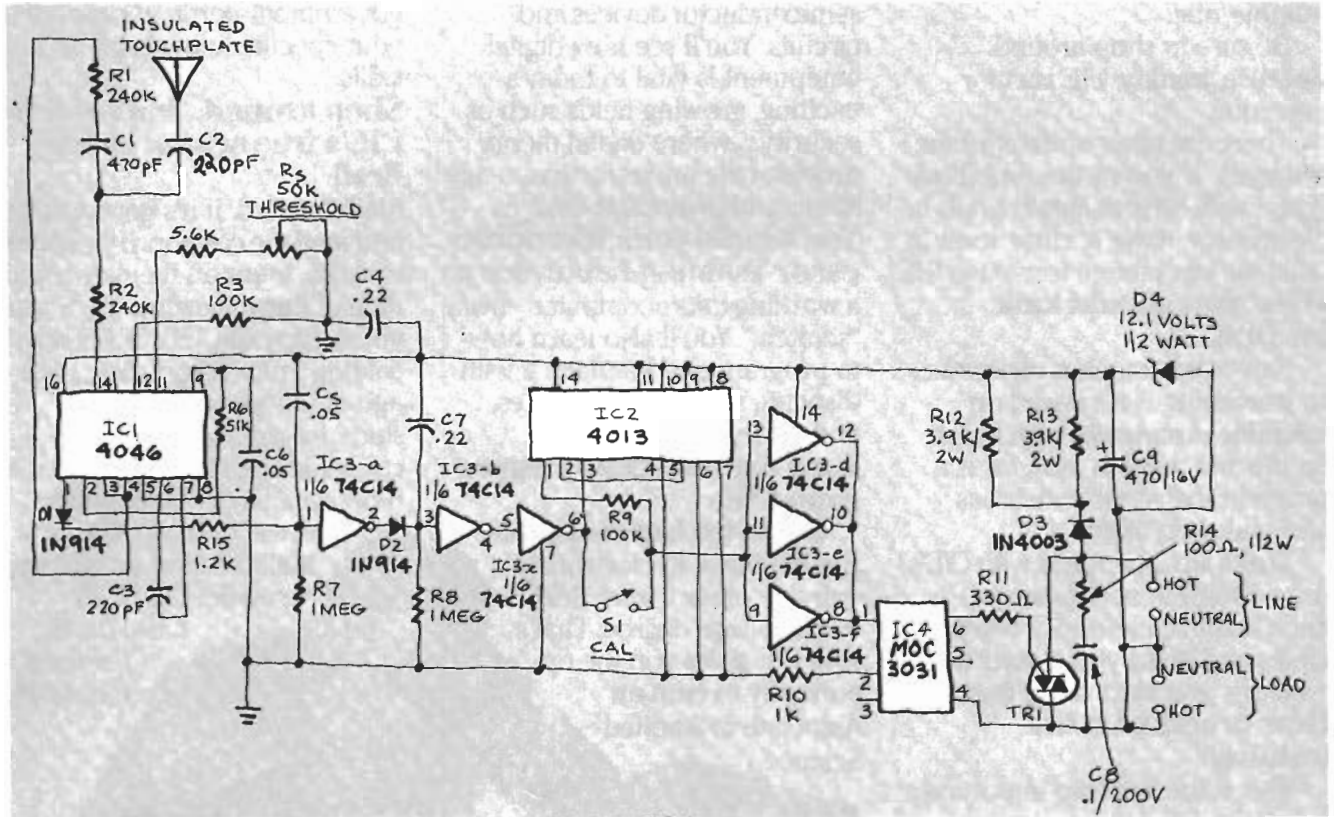 INSULATED
TOUCHPLATE
R1
240K
C1
470pF
C2
220pF
RS
50K
THRESHOLD
5.6K
R2
240K
R3
100K
C4
.22
D4
12.1 VOLTS
1/2 WATT
16 14 12 11 9
IC1
4046
1 2 3 4 5 6 7 8
R6
51K
C5
.05
C6
.05
C7
.22
14 11 10 9 8
IC2
4013
1 2 3 4 5 6 7
R12
3.9K/
2W
R13
39K/
2W
+
C9
470/16V
D1
1N914
R15
1.2K
C3
220pF
IC3-a
1/6 74C14
1 2
D2
1N914
IC3-b
1/6 74C14
3 4
5 6
7
IC3-x
1/6
74C14
R7
1MEG
R8
1MEG
R9
100K
S1
CAL
14
13 12
IC3-d
1/6 74C14
11 10
IC3-e
1/6 74C14
9 8
IC3-f
1/6 74C14
R10
1K
1
2
3
IC4
MOC
3031
6
5
4
R11
330Ω
D3
1N4003
R14
100Ω, 1/2W
TR1
HOT
NEUTRAL
LINE
NEUTRAL
HOT
LOAD
C8
.1/200V